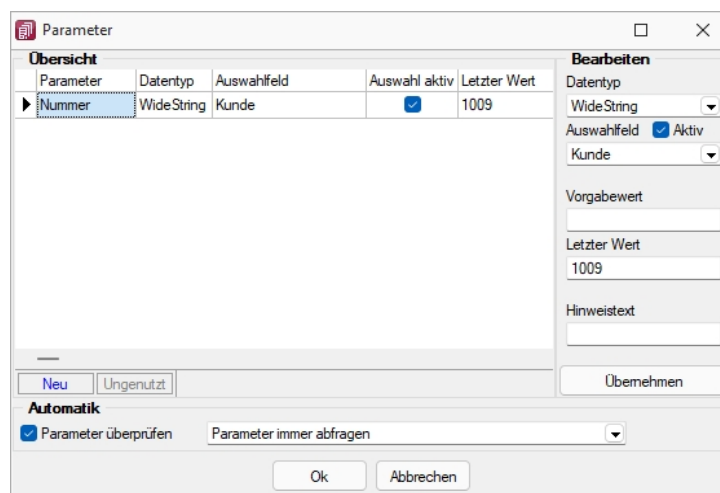 Parameter
Übersicht
Parameter Datentyp Auswahlfeld Auswahl aktiv Letzter Wert
Nummer WideString Kunde 1009
Neu Ungenutzt
Bearbeiten
Datentyp
WideString
Auswahlfeld Aktiv
Kunde
Vorgabewert
Letzter Wert
1009
Hinweistext
Übernehmen
Automatik
Parameter überprüfen Parameter immer abfragen
Ok Abbrechen